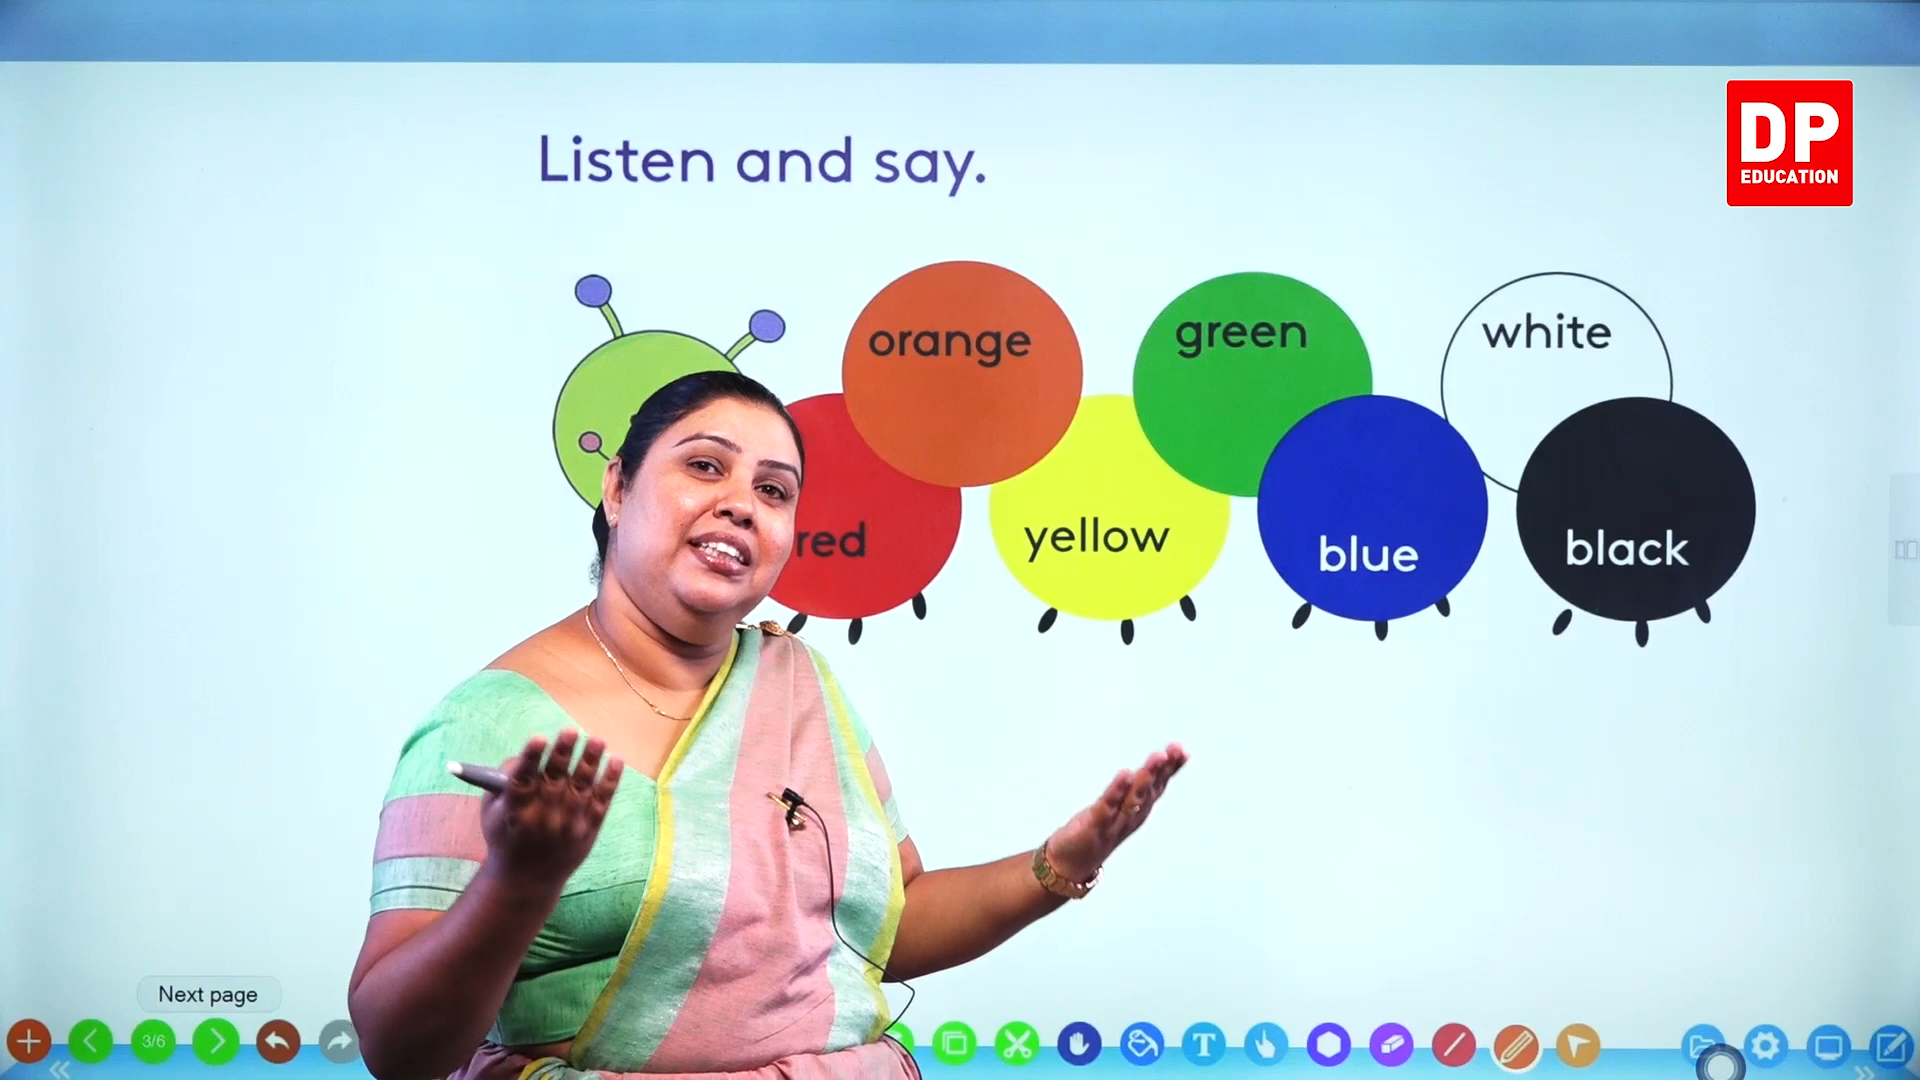 DP
EDUCATION
Listen and say.
orange
green
white
red
yellow
blue
black
Next page
3/6
T